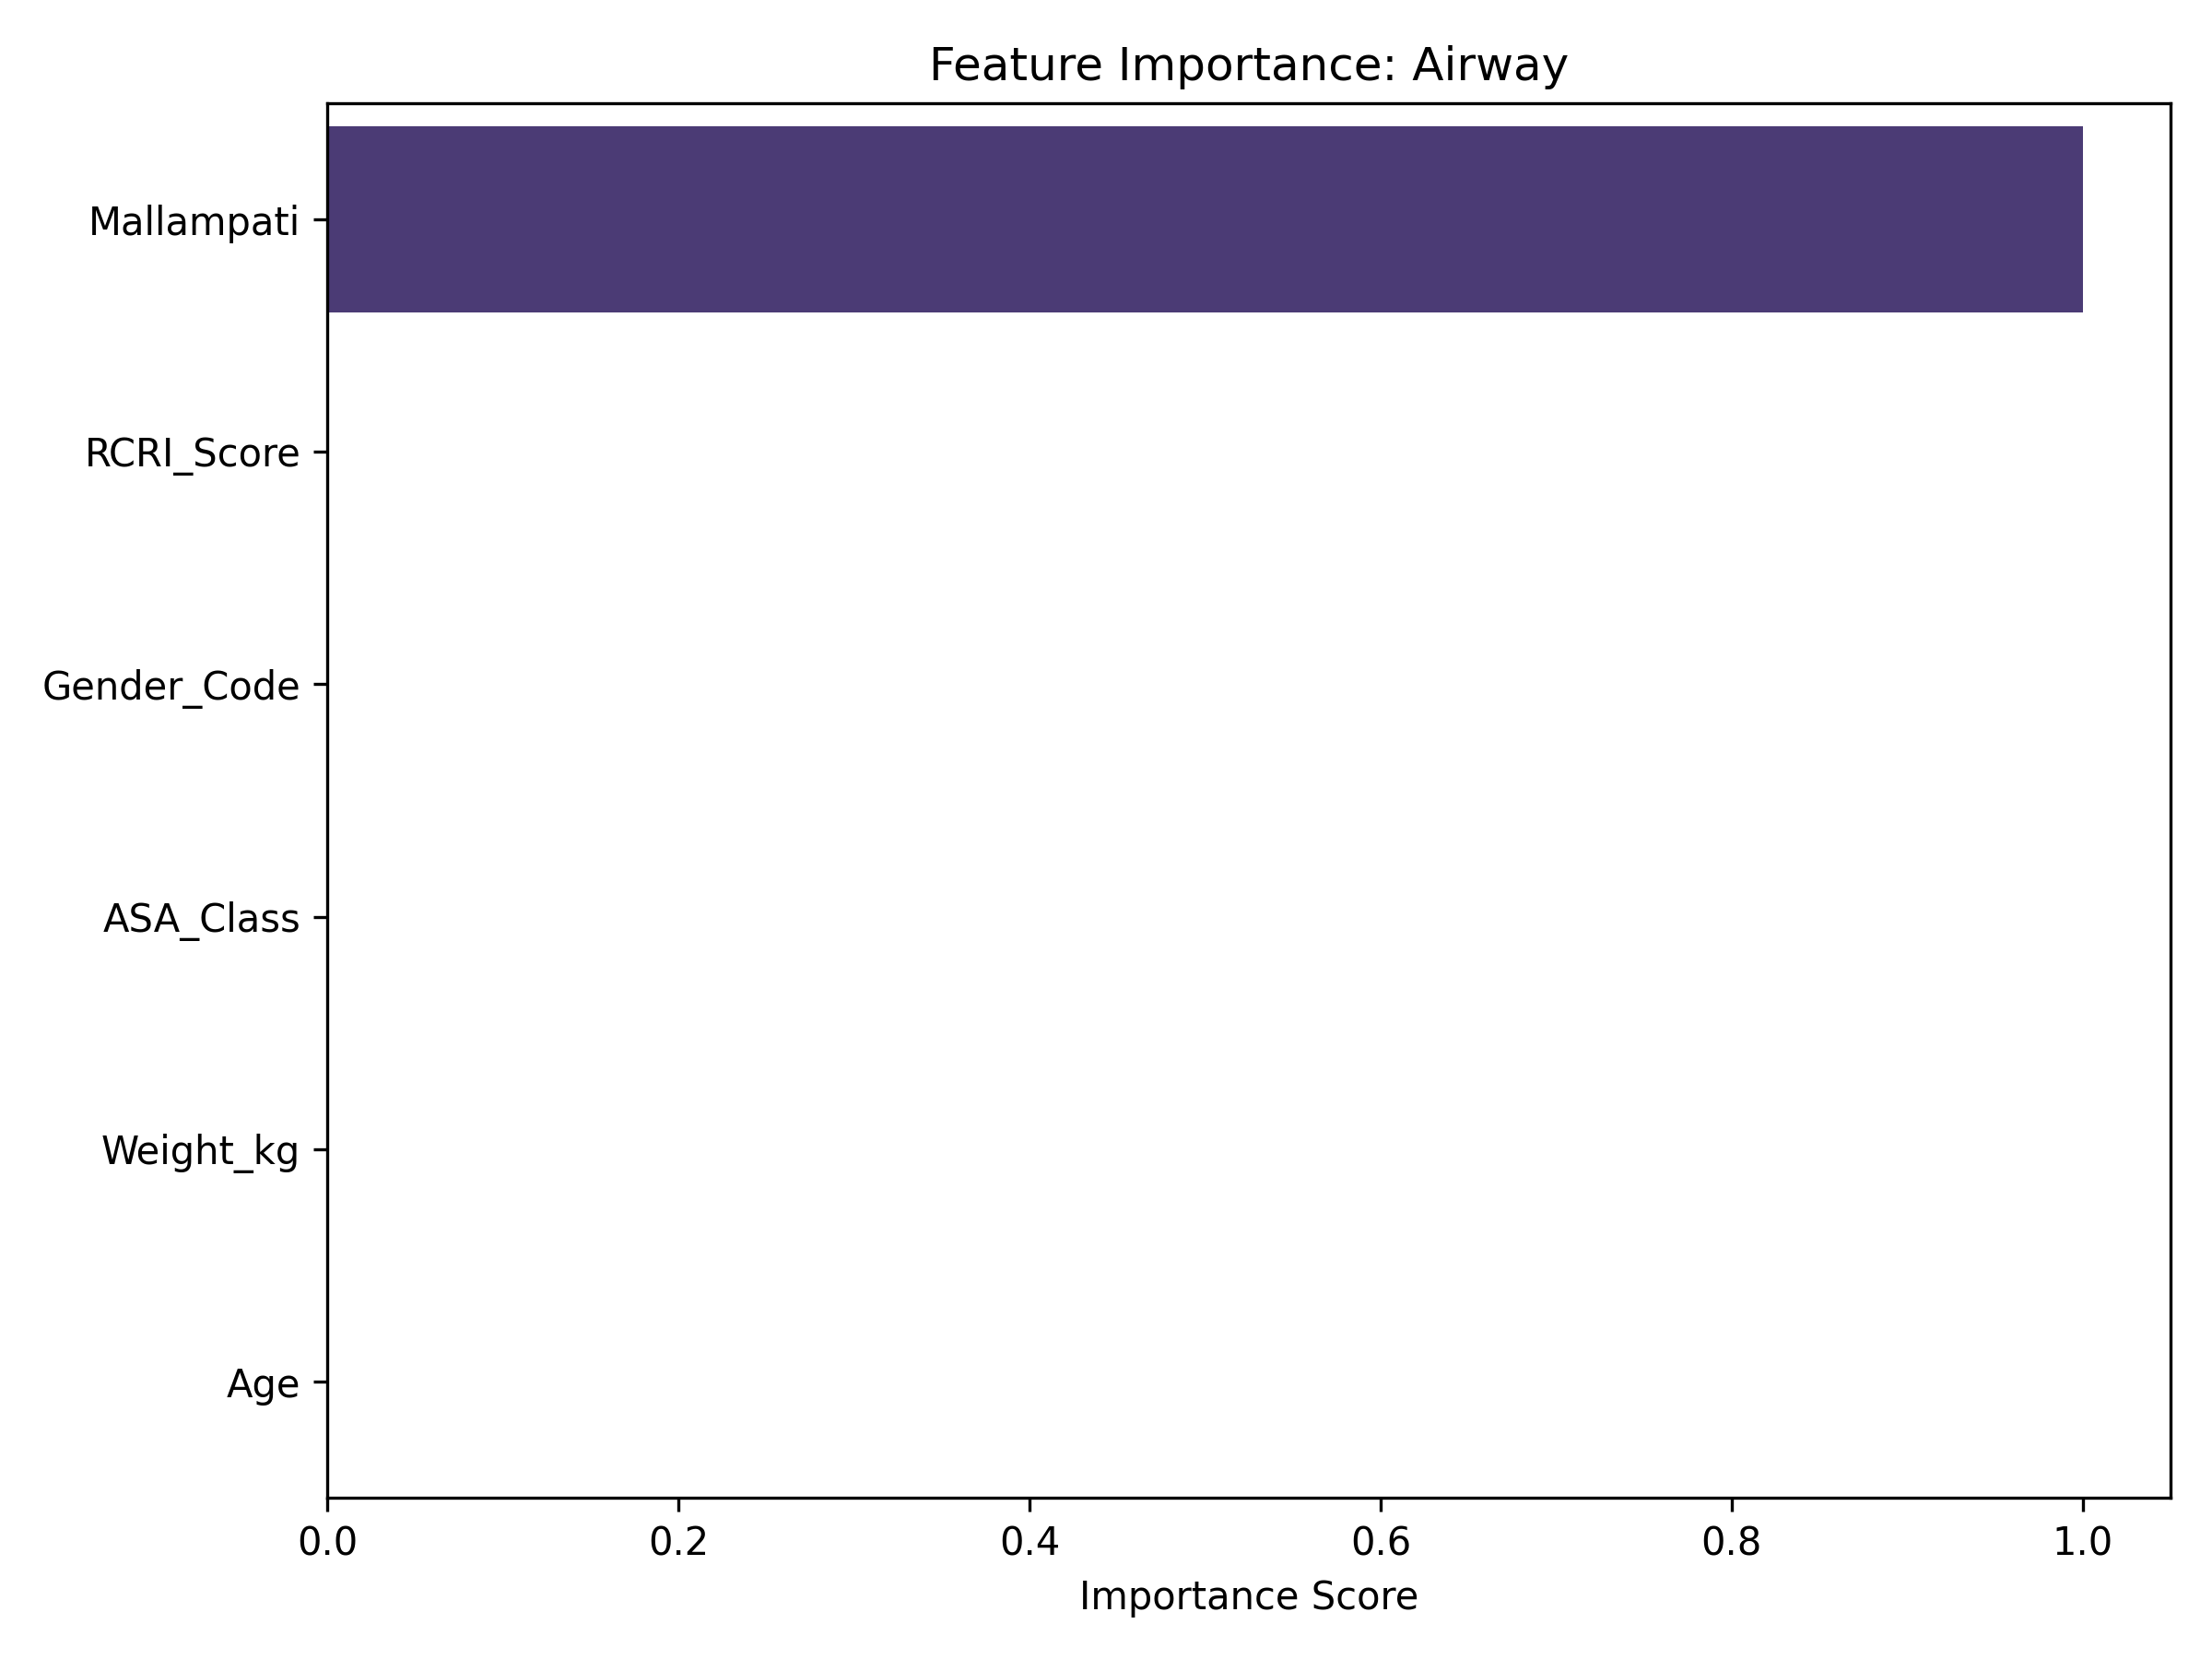 Feature Importance: Airway
Mallampati
RCRI_Score
Gender_Code
ASA_Class
Weight_kg
Age
0.0 0.2 0.4 0.6 0.8 1.0
Importance Score